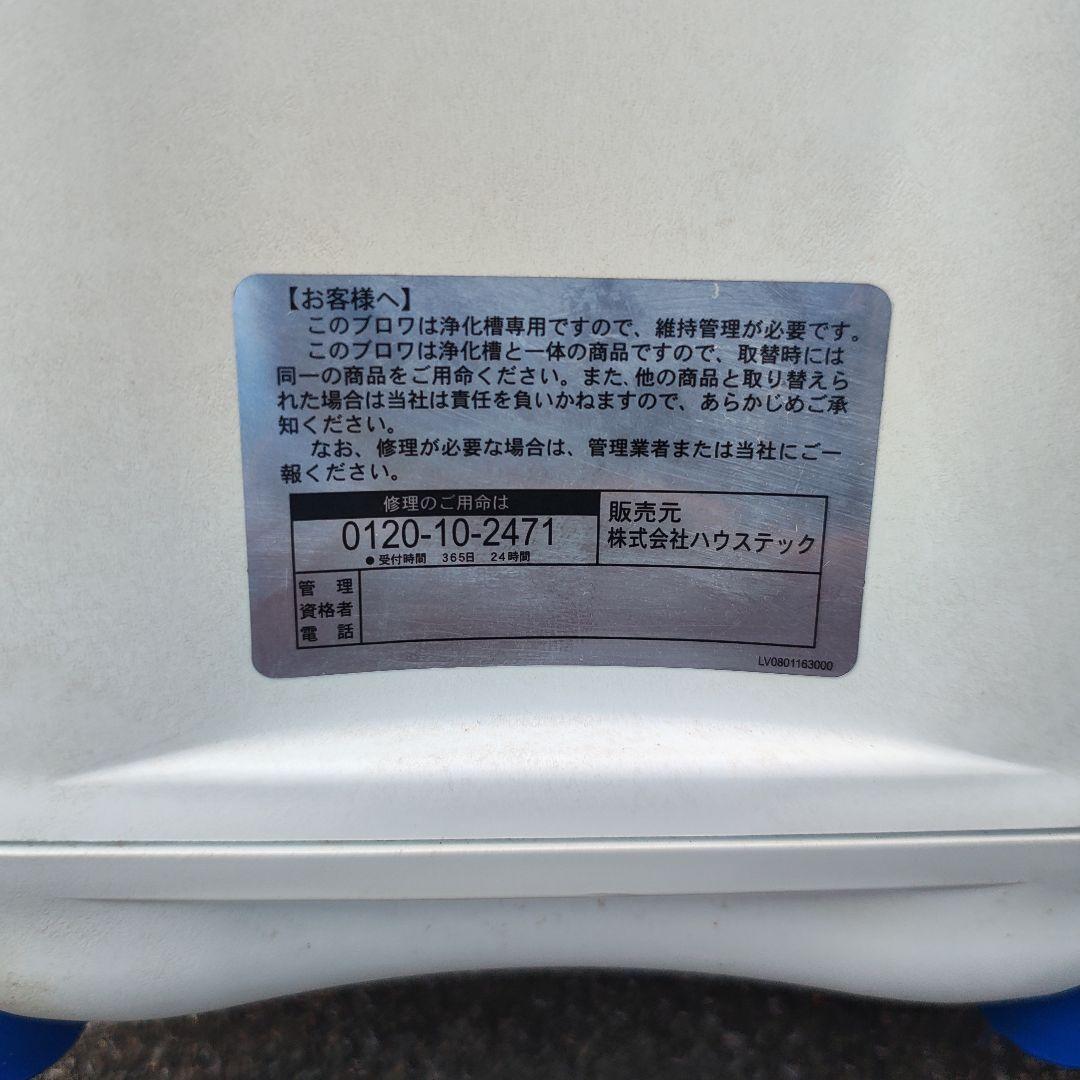 【お客様へ】
このブロワは浄化槽専用ですので、維持管理が必要です。
このブロワは浄化槽と一体の商品ですので、取替時には
同一の商品をご用命ください。また、他の商品と取り替えら
れた場合は当社は責任を負いかねますので、あらかじめご承
知ください。
なお、修理が必要な場合は、管理業者または当社にご一
報ください。
修理のご用命は
0120-10-2471
●受付時間 365日 24時間
販売元
株式会社ハウステック
管理
資格者
電話
LV0801163000